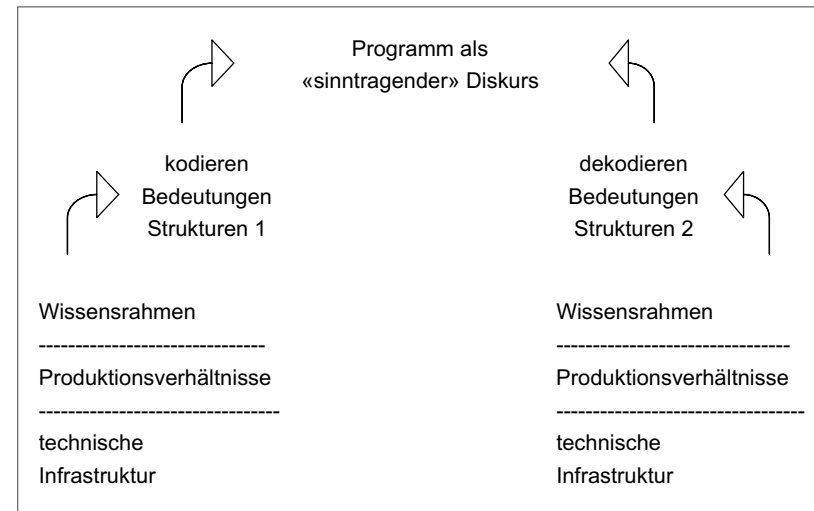 Programm als
«sinntragender» Diskurs
kodieren
Bedeutungen
Strukturen 1
dekodieren
Bedeutungen
Strukturen 2
Wissensrahmen
-------------------------------
Produktionsverhältnisse
---------------------------------
technische
Infrastruktur
Wissensrahmen
--------------------------------
Produktionsverhältnisse
----------------------------------
technische
Infrastruktur